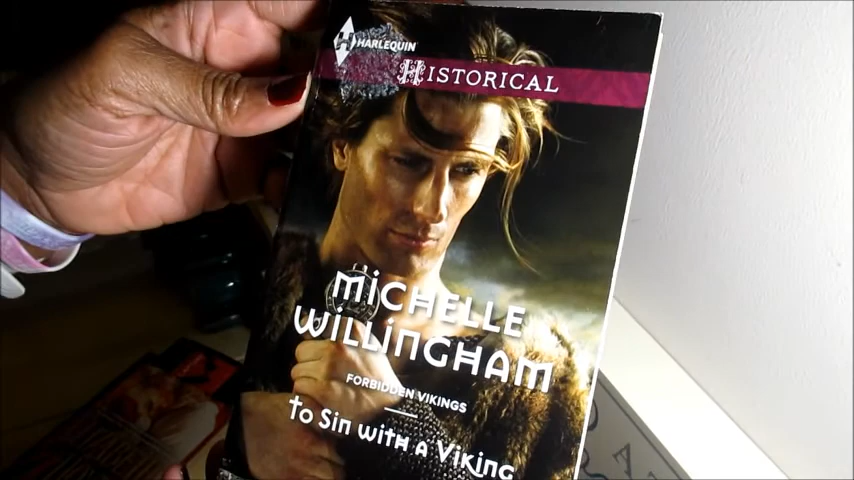 HARLEQUIN
HISTORICAL
MiCHELLE
WiLLiNGHAM
FORBIDDEN VIKINGS
to Sin with a Viking